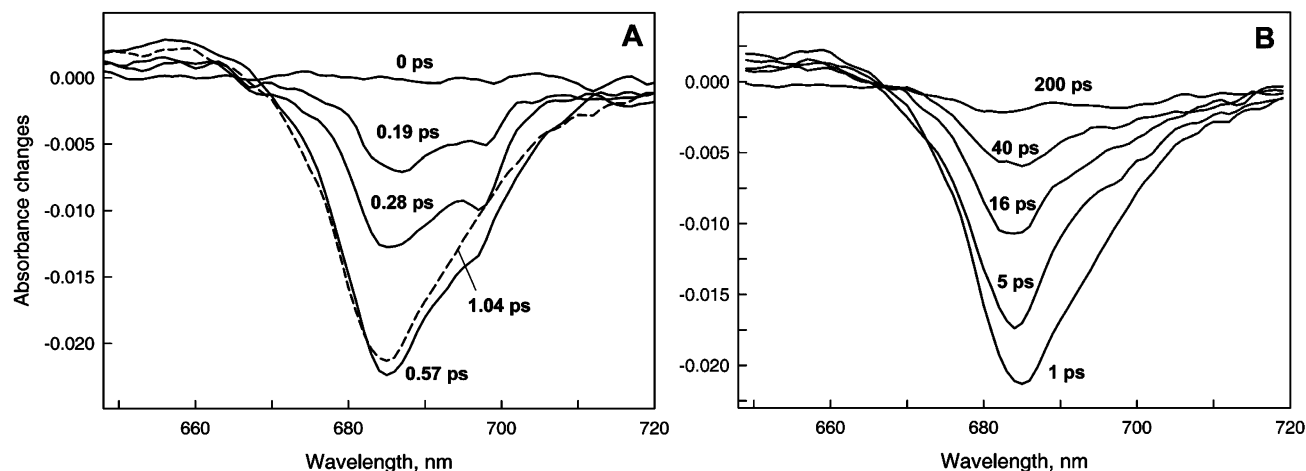 A
0 ps
0.000
0.19 ps
-0.005
0.28 ps
-0.010
-0.015
1.04 ps
-0.020
0.57 ps
660
680
700
720
Wavelength, nm
Absorbance changes
B
200 ps
0.000
40 ps
-0.005
16 ps
-0.010
5 ps
-0.015
1 ps
-0.020
660
680
700
720
Wavelength, nm